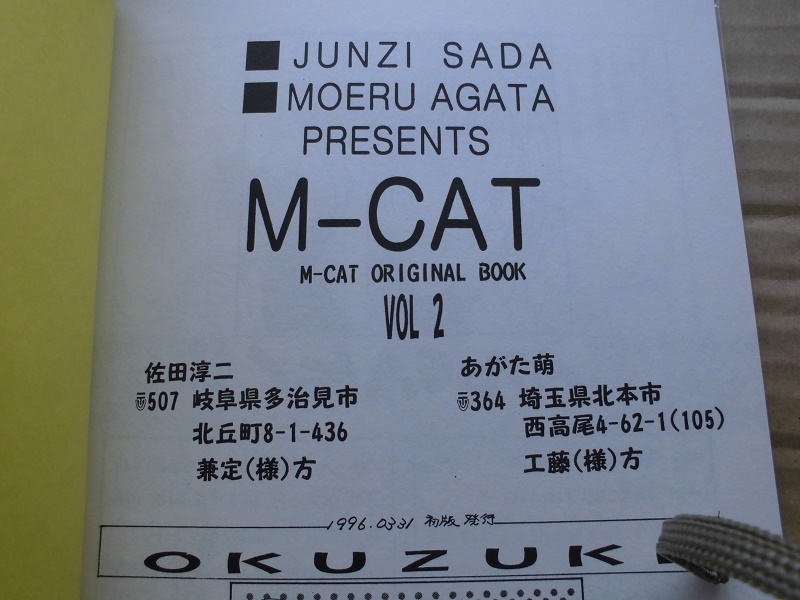 ■JUNZI SADA
■MOERU AGATA
PRESENTS
M-CAT
M-CAT ORIGINAL BOOK
VOL 2
佐田淳二
〠507 岐阜県多治見市
北丘町8-1-436
兼定(様)方
あがた萌
〠364 埼玉県北本市
西高尾4-62-1(105)
工藤(様)方
1996.0331 初版発行
OKUZUKE